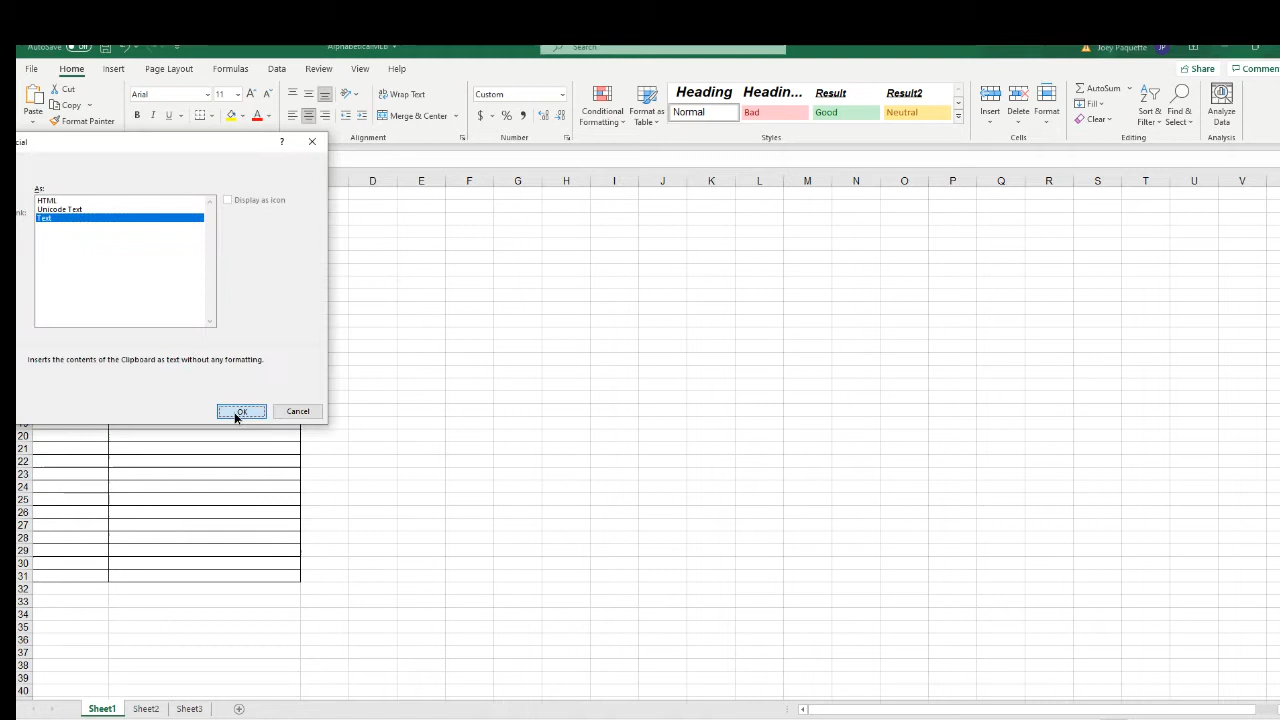 AutoSave Off AlphabeticalMLB Search Joey Paquette JP
File Home Insert Page Layout Formulas Data Review View Help Share Commen
Paste Cut Copy Format Painter
Arial 11 A A B I U A
Wrap Text Merge & Center
Custom $ % ,
Conditional Formatting Format as Table
Heading Headin... Result Result2
Normal Bad Good Neutral
Insert Delete Format
AutoSum Fill Clear Sort & Filter Find & Select Analyze Data
Alignment Number Styles Cells Editing Analysis
cial ?
D E F G H I J K L M N O P Q R S T U V
As:
HTML
Unicode Text
Text
nk:
Display as icon
Inserts the contents of the Clipboard as text without any formatting.
OK Cancel
20
21
22
23
24
25
26
27
28
29
30
31
32
33
34
35
36
37
38
39
40
Sheet1 Sheet2 Sheet3